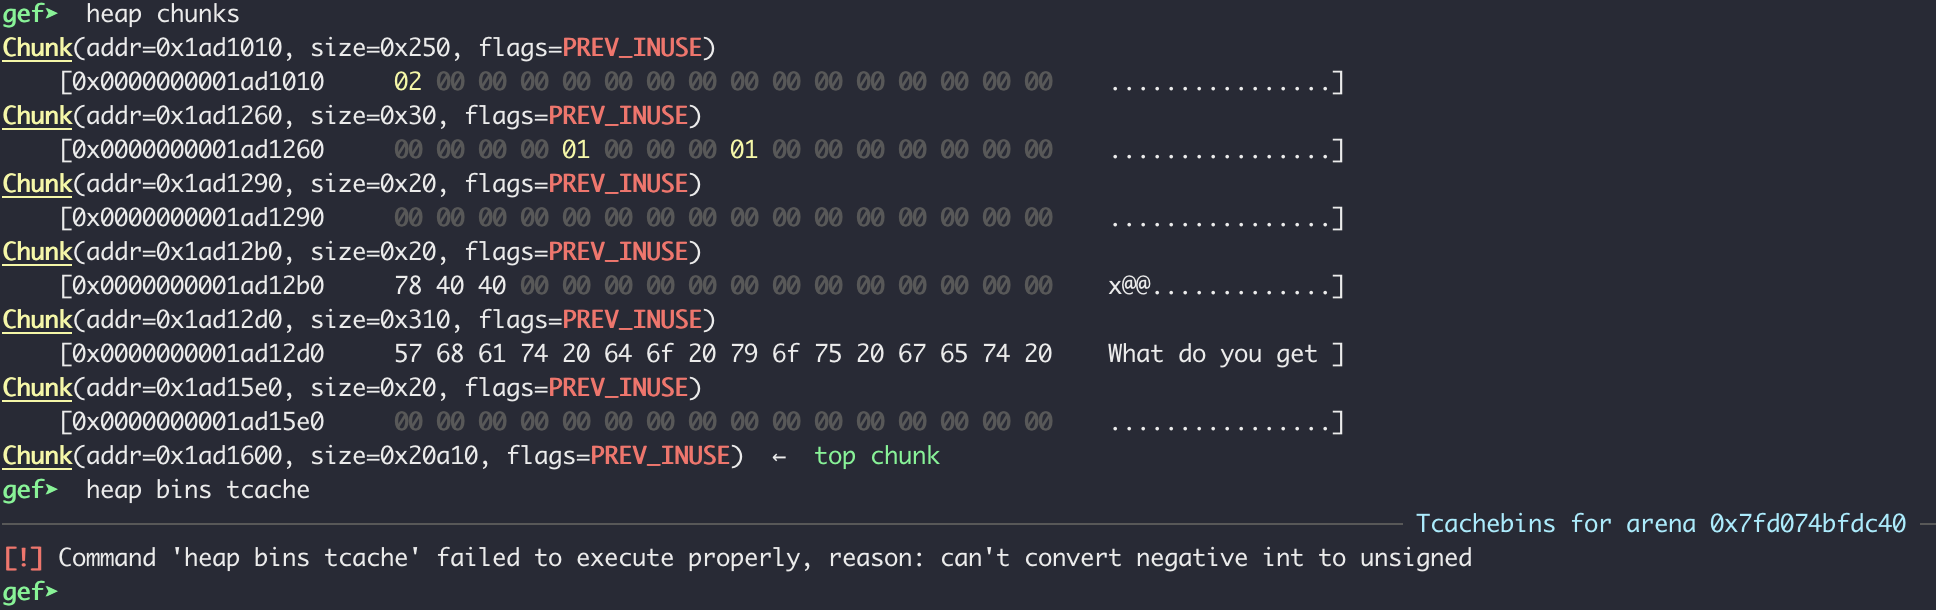 gef➤  heap chunks
Chunk(addr=0x1ad1010, size=0x250, flags=PREV_INUSE)
    [0x0000000001ad1010     02 00 00 00 00 00 00 00 00 00 00 00 00 00 00 00    ................]
Chunk(addr=0x1ad1260, size=0x30, flags=PREV_INUSE)
    [0x0000000001ad1260     00 00 00 00 01 00 00 00 01 00 00 00 00 00 00 00    ................]
Chunk(addr=0x1ad1290, size=0x20, flags=PREV_INUSE)
    [0x0000000001ad1290     00 00 00 00 00 00 00 00 00 00 00 00 00 00 00 00    ................]
Chunk(addr=0x1ad12b0, size=0x20, flags=PREV_INUSE)
    [0x0000000001ad12b0     78 40 40 00 00 00 00 00 00 00 00 00 00 00 00 00    x@@.............]
Chunk(addr=0x1ad12d0, size=0x310, flags=PREV_INUSE)
    [0x0000000001ad12d0     57 68 61 74 20 64 6f 20 79 6f 75 20 67 65 74 20    What do you get ]
Chunk(addr=0x1ad15e0, size=0x20, flags=PREV_INUSE)
    [0x0000000001ad15e0     00 00 00 00 00 00 00 00 00 00 00 00 00 00 00 00    ................]
Chunk(addr=0x1ad1600, size=0x20a10, flags=PREV_INUSE)  ←  top chunk
gef➤  heap bins tcache
Tcachebins for arena 0x7fd074bfdc40
[!] Command 'heap bins tcache' failed to execute properly, reason: can't convert negative int to unsigned
gef➤